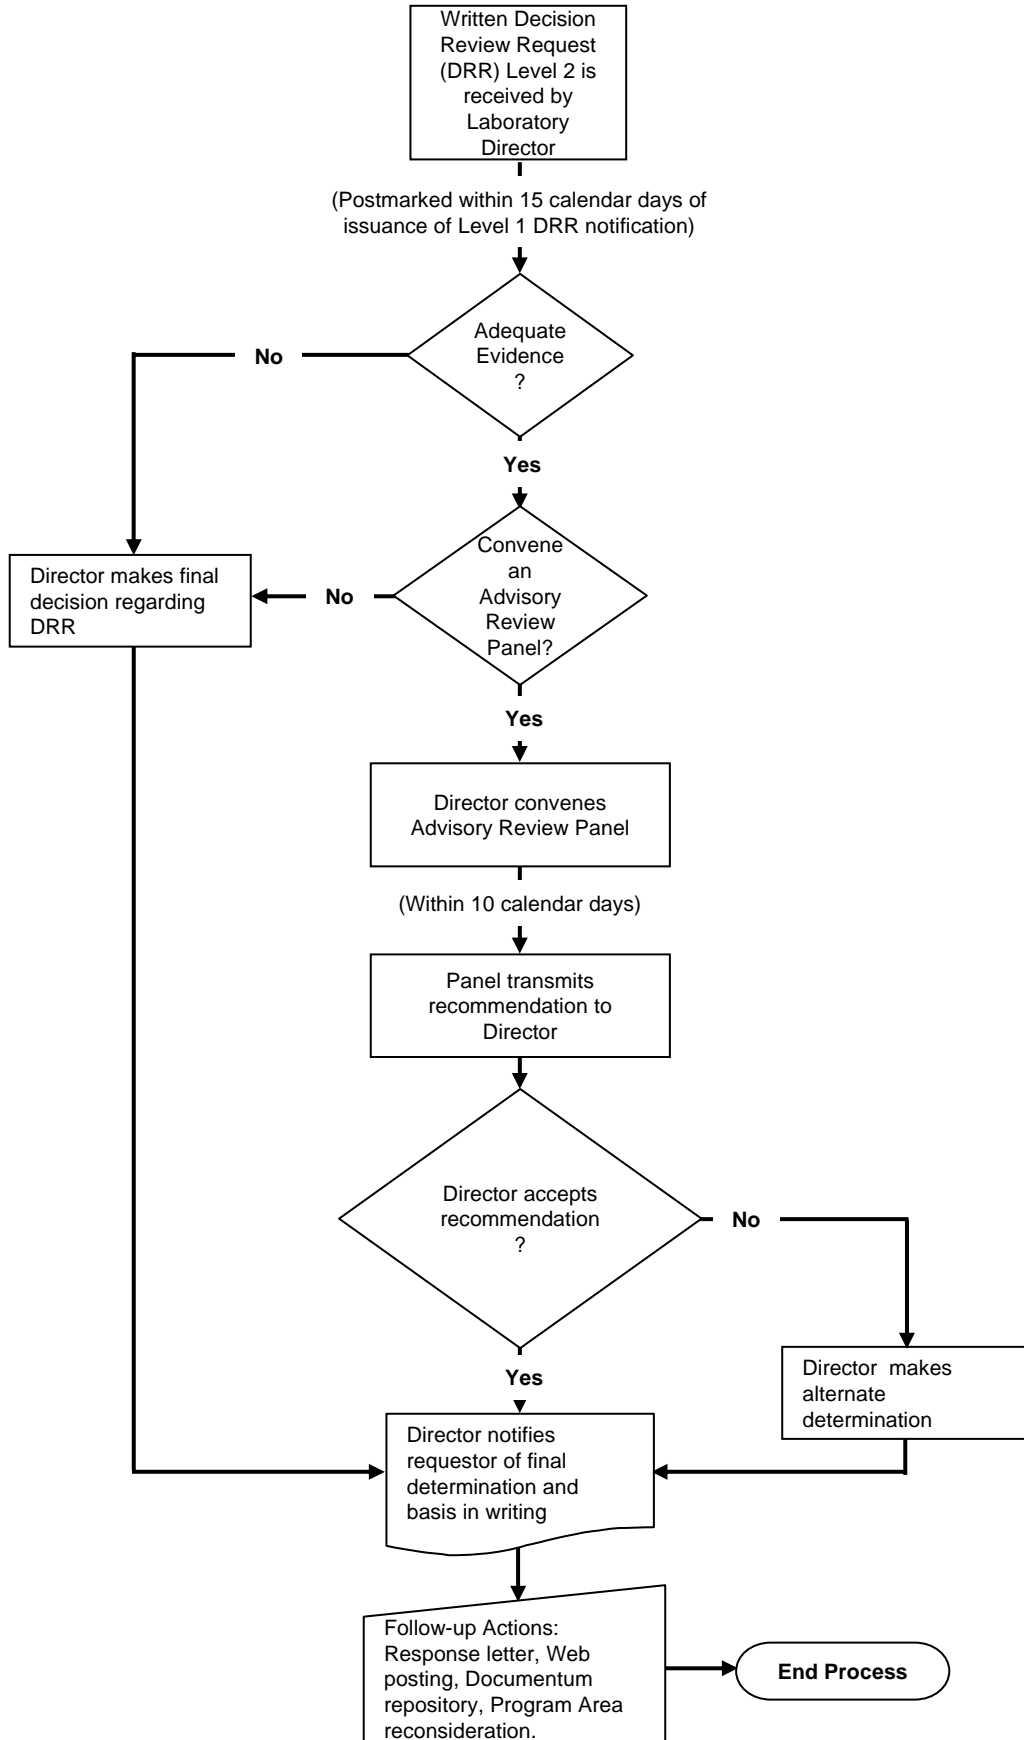 Written Decision
Review Request
(DRR) Level 2 is
received by
Laboratory
Director
(Postmarked within 15 calendar days of
issuance of Level 1 DRR notification)
Adequate
Evidence
?
No
Yes
Convene
an
Advisory
Review
Panel?
No
Director makes final
decision regarding
DRR
Yes
Director convenes
Advisory Review Panel
(Within 10 calendar days)
Panel transmits
recommendation to
Director
Director accepts
recommendation
?
No
Director makes
alternate
determination
Yes
Director notifies
requestor of final
determination and
basis in writing
Follow-up Actions:
Response letter, Web
posting, Documentum
repository, Program Area
reconsideration.
End Process